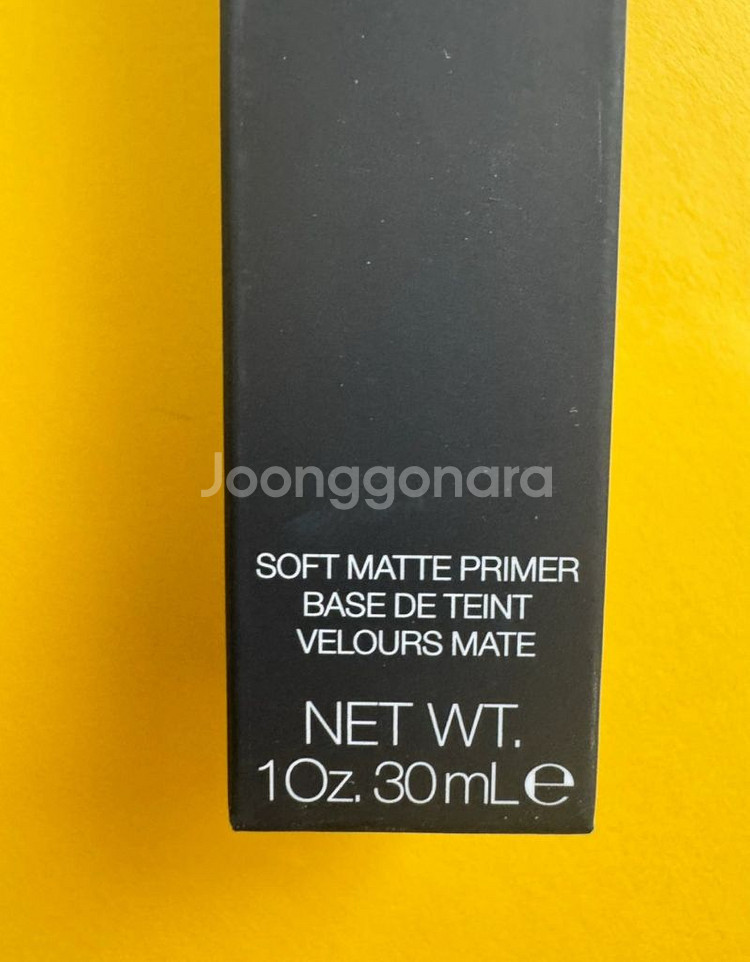 Joonggonara
SOFT MATTE PRIMER
BASE DE TEINT
VELOURS MATE
NET WT.
1Oz. 30mL e